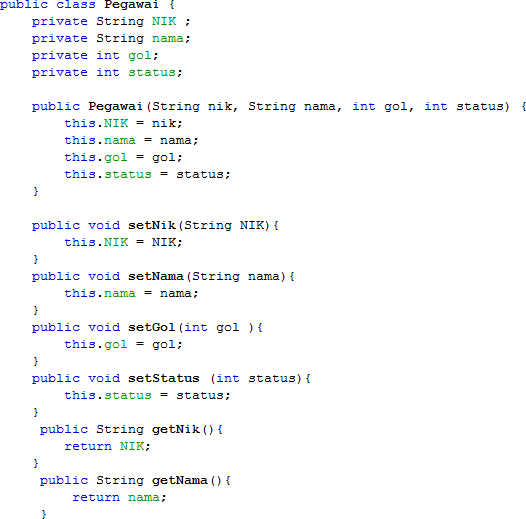 public class Pegawai {
    private String NIK ;
    private String nama;
    private int gol;
    private int status;

    public Pegawai(String nik, String nama, int gol, int status) {
        this.NIK = nik;
        this.nama = nama;
        this.gol = gol;
        this.status = status;
    }

    public void setNik(String NIK){
        this.NIK = NIK;
    }
    public void setNama(String nama){
        this.nama = nama;
    }
    public void setGol(int gol ){
        this.gol = gol;
    }
    public void setStatus (int status){
        this.status = status;
    }
     public String getNik(){
        return NIK;
    }
     public String getNama(){
         return nama;
     }